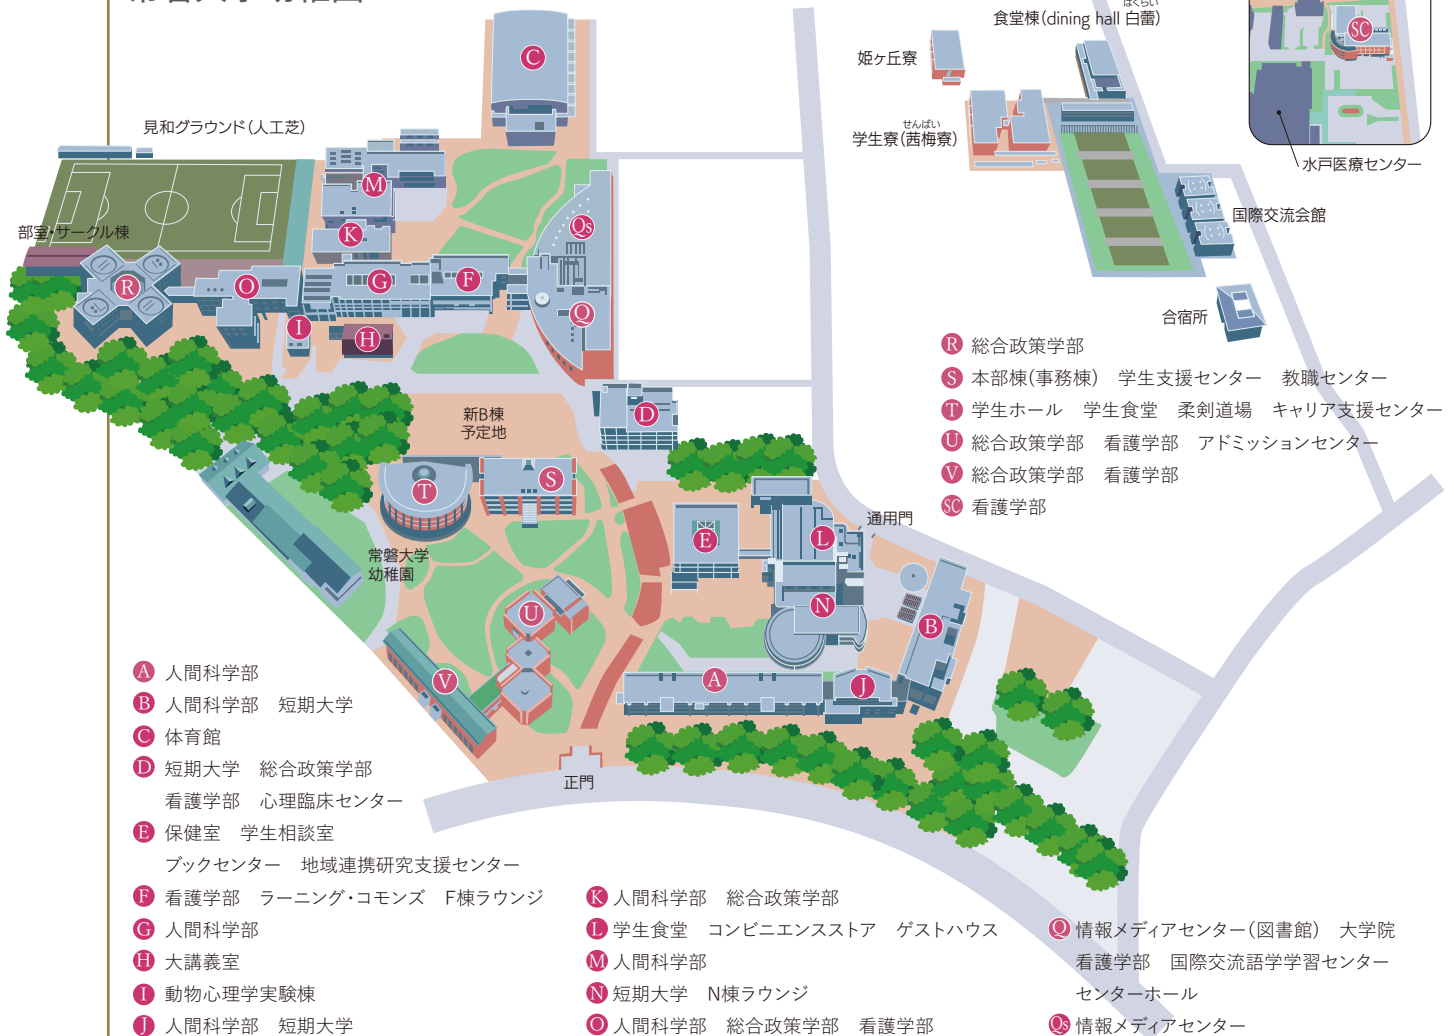 食堂棟(dining hall 白蕾)
はくらい
SC
C
姫ヶ丘寮
見和グラウンド(人工芝)
せんばい
学生寮(茜梅寮)
水戸医療センター
M
国際交流会館
部室・サークル棟
K
Qs
R
O
G
F
I
H
Q
合宿所
R 総合政策学部
S 本部棟(事務棟) 学生支援センター 教職センター
T 学生ホール 学生食堂 柔剣道場 キャリア支援センター
U 総合政策学部 看護学部 アドミッションセンター
V 総合政策学部 看護学部
SC 看護学部
新B棟
予定地
D
T
S
E
L
通用門
常磐大学
幼稚園
U
N
B
V
A
J
正門
A 人間科学部
B 人間科学部 短期大学
C 体育館
D 短期大学 総合政策学部
看護学部 心理臨床センター
E 保健室 学生相談室
ブックセンター 地域連携研究支援センター
F 看護学部 ラーニング・コモンズ F棟ラウンジ
G 人間科学部
H 大講義室
I 動物心理学実験棟
J 人間科学部 短期大学
K 人間科学部 総合政策学部
L 学生食堂 コンビニエンスストア ゲストハウス
M 人間科学部
N 短期大学 N棟ラウンジ
O 人間科学部 総合政策学部 看護学部
Q 情報メディアセンター(図書館) 大学院
看護学部 国際交流語学学習センター
センターホール
Qs 情報メディアセンター